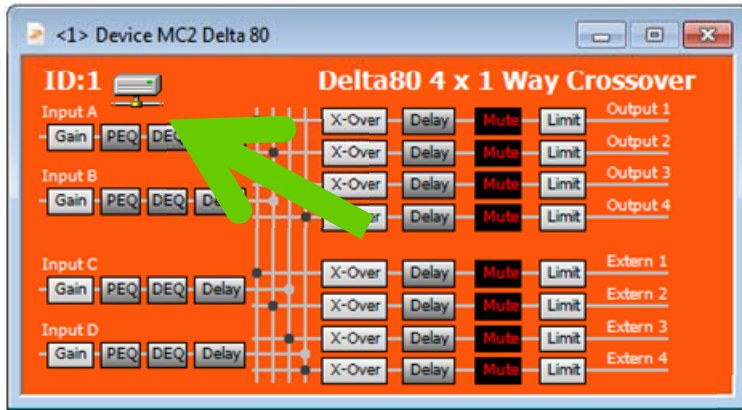 <1> Device MC2 Delta 80
ID:1 Delta80 4 x 1 Way Crossover
Input A
Gain PEQ
X-Over Delay Mute Limit Output 1
Input B
X-Over Delay Mute Limit Output 2
Gain PEQ DEQ
X-Over Delay Mute Limit Output 3
Delay Mute Limit Output 4
Input C
Gain PEQ DEQ Delay
X-Over Delay Mute Limit Extern 1
X-Over Delay Mute Limit Extern 2
Input D
Gain PEQ DEQ Delay
X-Over Delay Mute Limit Extern 3
X-Over Delay Mute Limit Extern 4